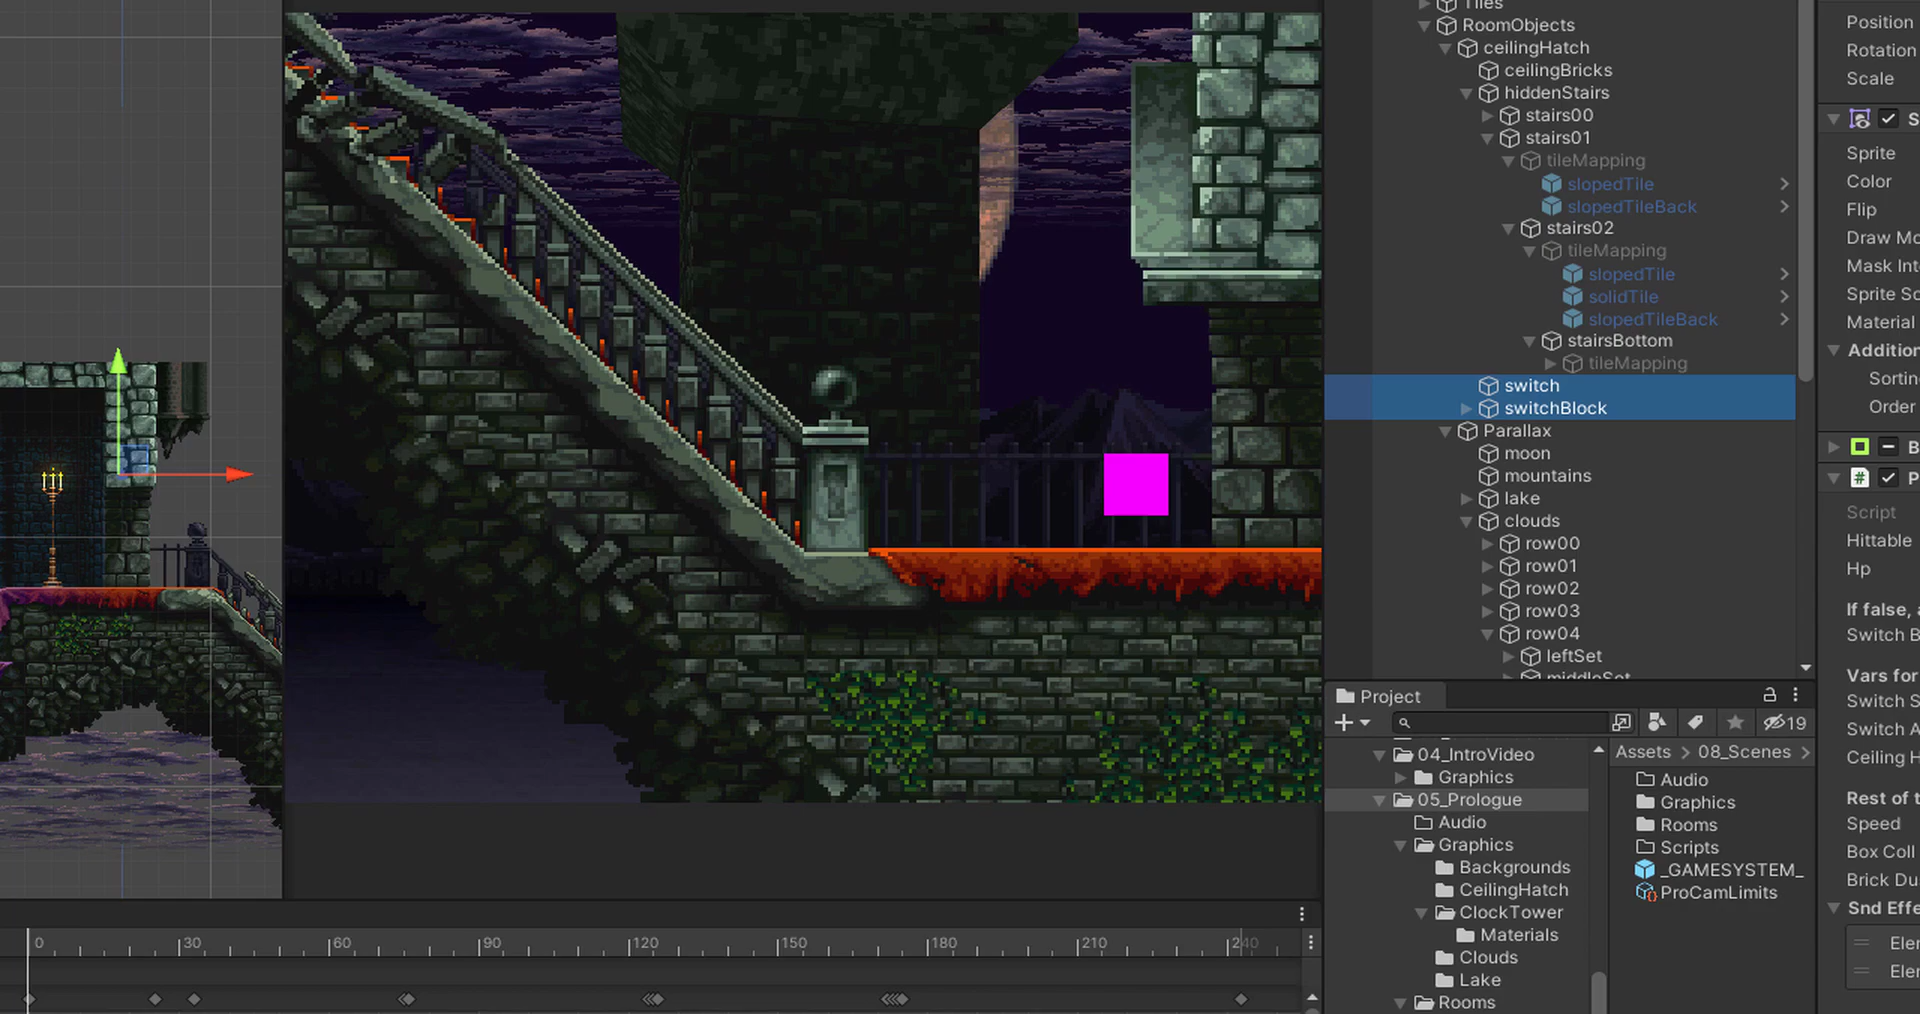 Tiles
RoomObjects
ceilingHatch
ceilingBricks
hiddenStairs
stairs00
stairs01
tileMapping
slopedTile
slopedTileBack
stairs02
tileMapping
slopedTile
solidTile
slopedTileBack
stairsBottom
tileMapping
switch
switchBlock
Parallax
moon
mountains
lake
clouds
row00
row01
row02
row03
row04
leftSet
middleSet
Position
Rotation
Scale
S
Sprite
Color
Flip
Draw Mo
Mask Int
Sprite So
Material
Addition
Sortin
Order
B
P
Script
Hittable
Hp
If false, a
Switch B
Vars for
Switch S
Switch A
Ceiling H
Rest of t
Speed
Box Coll
Brick Du
Snd Effe
Eler
Eler
Project
19
04_IntroVideo
Graphics
05_Prologue
Audio
Graphics
Backgrounds
CeilingHatch
ClockTower
Materials
Clouds
Lake
Rooms
Assets > 08_Scenes >
Audio
Graphics
Rooms
Scripts
_GAMESYSTEM_
ProCamLimits
0 30 60 90 120 150 180 210 240